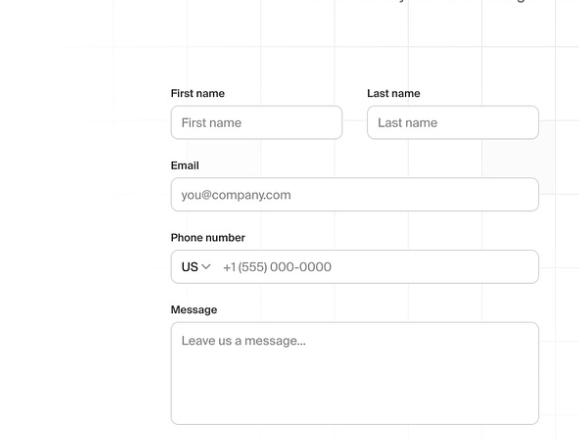 First name
Last name
First name
Last name
Email
you@company.com
Phone number
US
+1 (555) 000-0000
Message
Leave us a message...